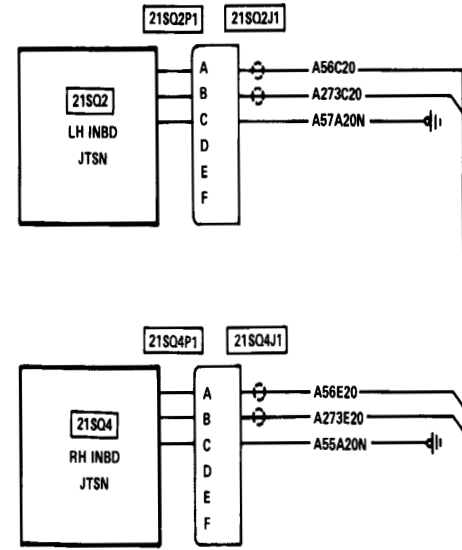 21SQ2P1 21SQ2J1
21SQ2
LH INBD
JTSN
A
B
C
D
E
F
A56C20
A273C20
A57A20N
21SQ4P1 21SQ4J1
21SQ4
RH INBD
JTSN
A
B
C
D
E
F
A56E20
A273E20
A55A20N